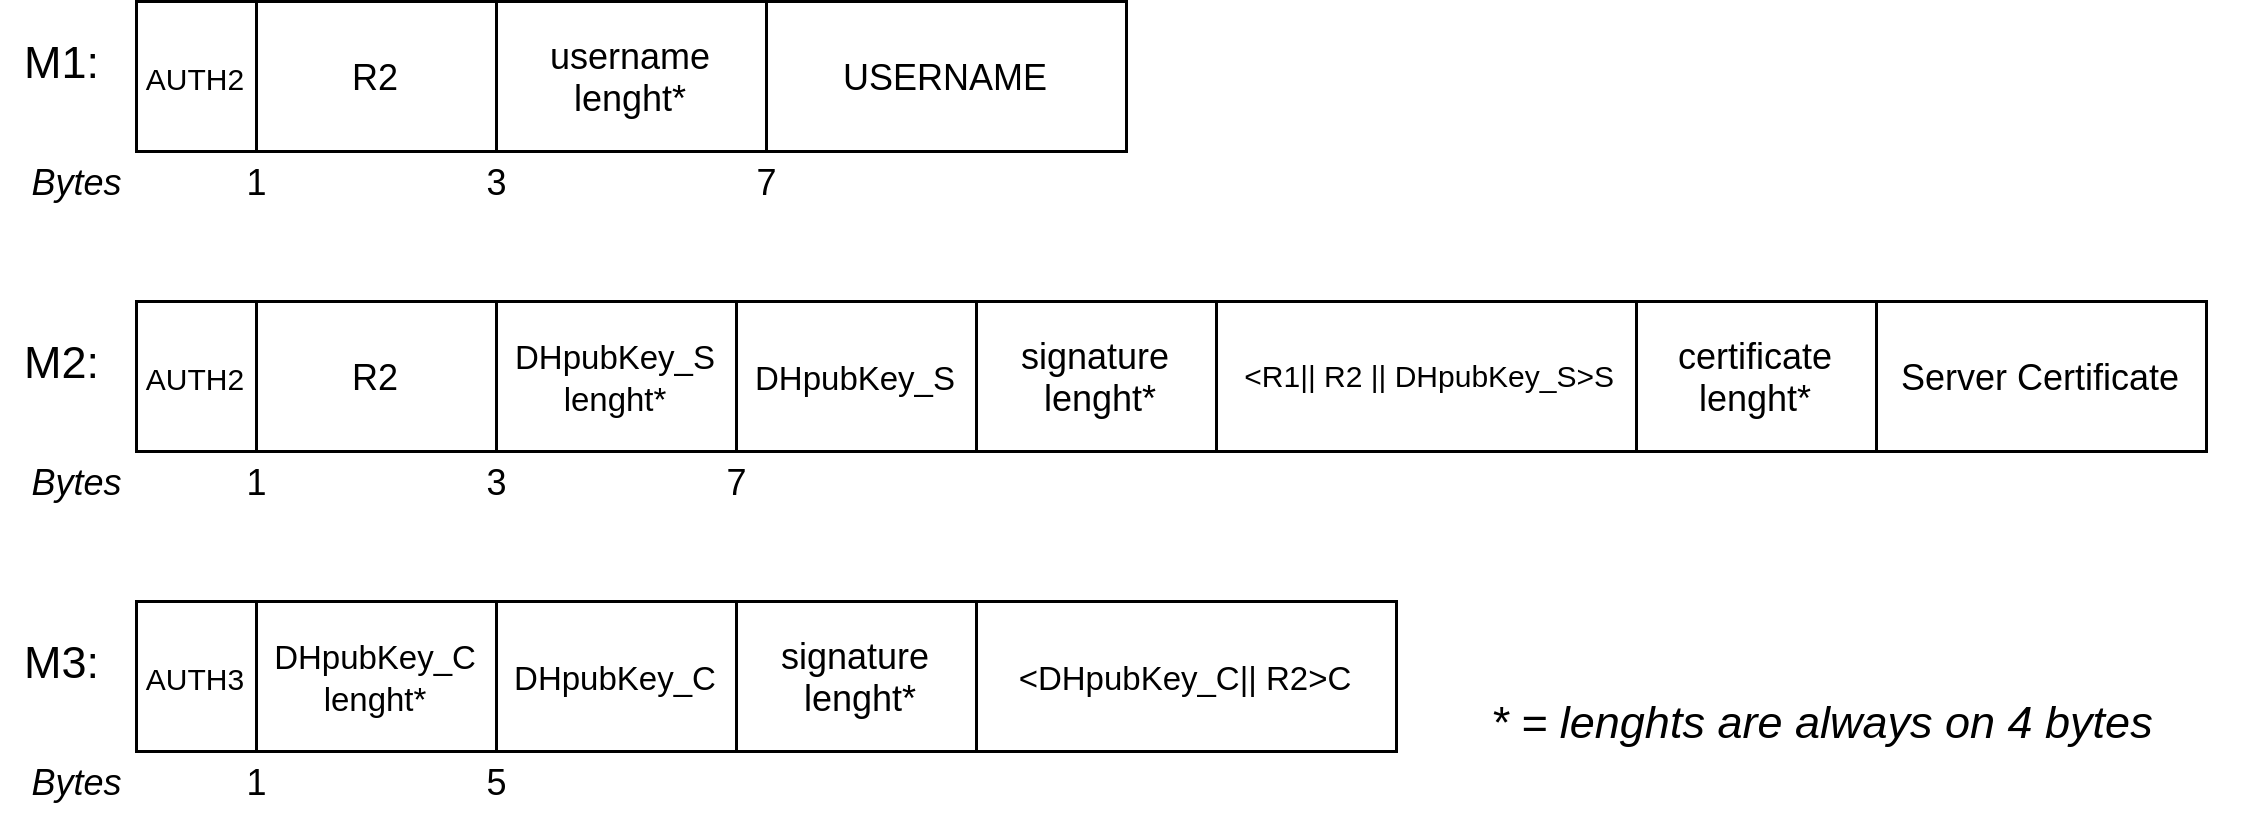 M1:
AUTH2
R2
username
lenght*
USERNAME
Bytes
1
3
7
M2:
AUTH2
R2
DHpubKey_S
lenght*
DHpubKey_S
signature
lenght*
<R1|| R2 || DHpubKey_S>S
certificate
lenght*
Server Certificate
Bytes
1
3
7
M3:
AUTH3
DHpubKey_C
lenght*
DHpubKey_C
signature
lenght*
<DHpubKey_C|| R2>C
* = lenghts are always on 4 bytes
Bytes
1
5